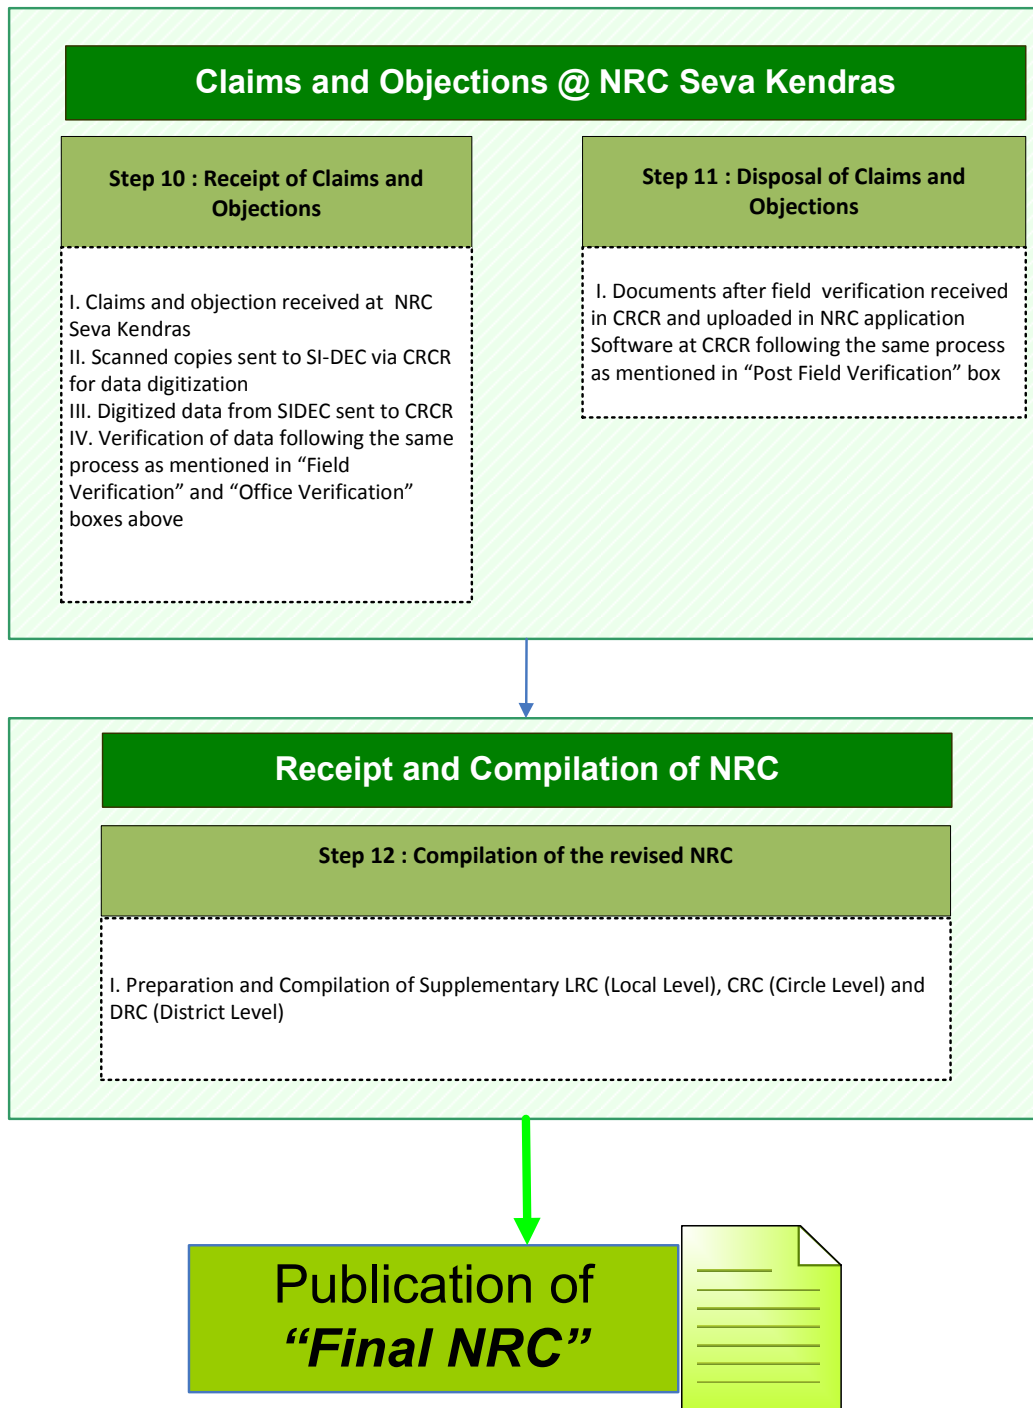 Claims and Objections @ NRC Seva Kendras
Step 10 : Receipt of Claims and
Objections
I. Claims and objection received at  NRC
Seva Kendras
II. Scanned copies sent to SI-DEC via CRCR
for data digitization
III. Digitized data from SIDEC sent to CRCR
IV. Verification of data following the same
process as mentioned in “Field
Verification” and “Office Verification”
boxes above
Step 11 : Disposal of Claims and
Objections
I. Documents after field  verification received
in CRCR and uploaded in NRC application
Software at CRCR following the same process
as mentioned in “Post Field Verification” box
Receipt and Compilation of NRC
Step 12 : Compilation of the revised NRC
I. Preparation and Compilation of Supplementary LRC (Local Level), CRC (Circle Level) and
DRC (District Level)
Publication of
“Final NRC”